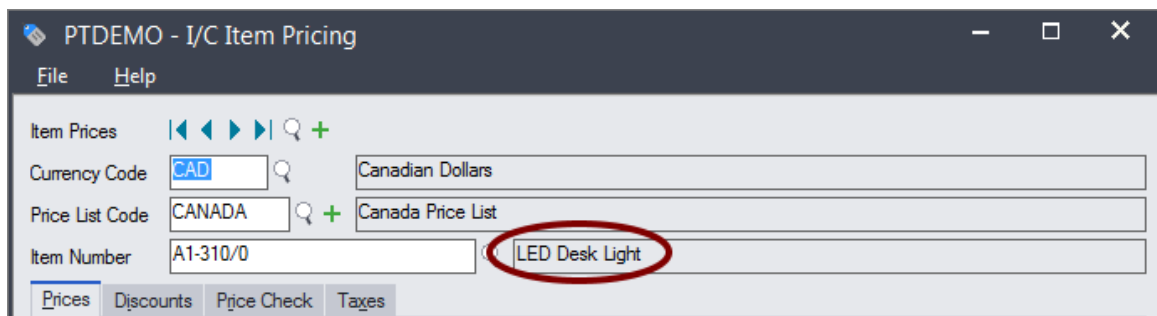 PTDEMO - I/C Item Pricing
File Help
Item Prices
Currency Code CAD Canadian Dollars
Price List Code CANADA Canada Price List
Item Number A1-310/0 LED Desk Light
Prices Discounts Price Check Taxes